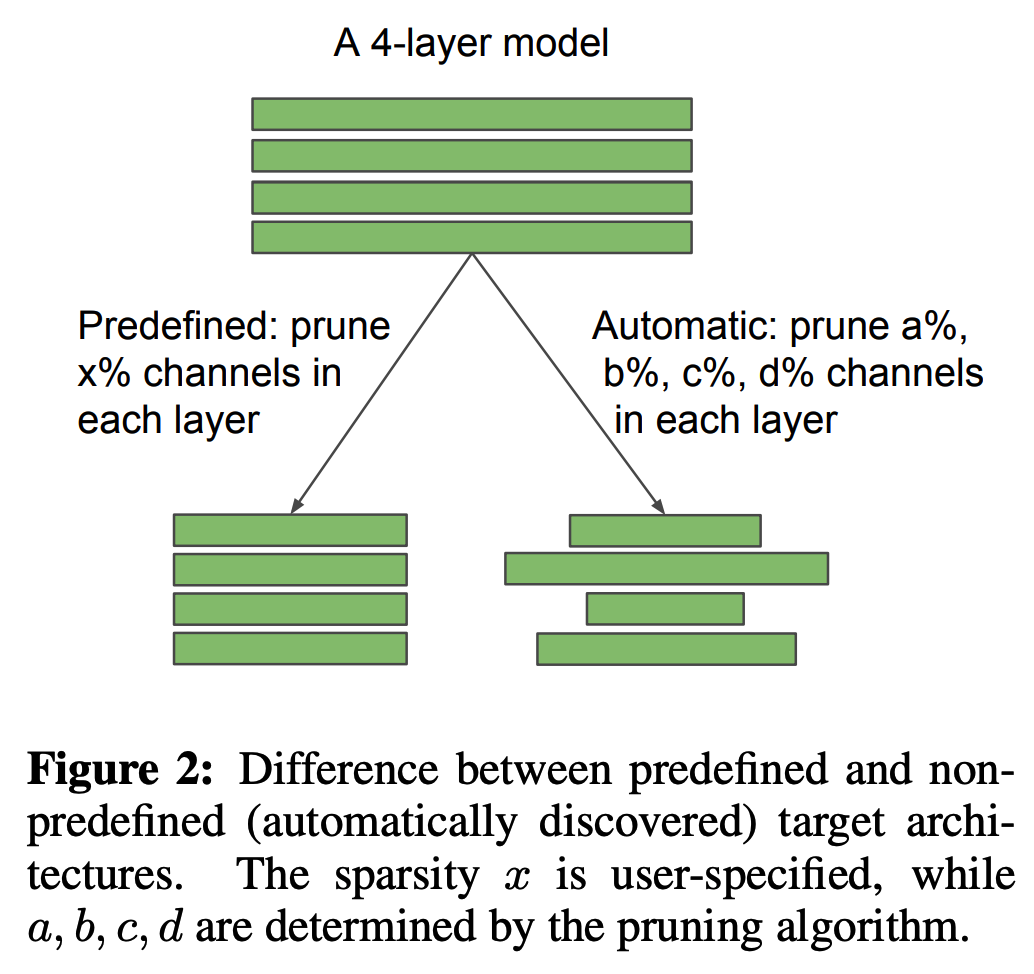 A 4-layer model
Predefined: prune
x% channels in
each layer
Automatic: prune a%,
b%, c%, d% channels
in each layer
Figure 2: Difference between predefined and non-
predefined (automatically discovered) target archi-
tectures. The sparsity x is user-specified, while
a, b, c, d are determined by the pruning algorithm.